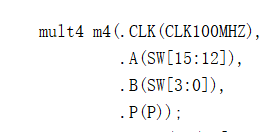 mult4 m4(.CLK(CLK100MHZ),
.A(SW[15:12]),
.B(SW[3:0]),
.P(P));